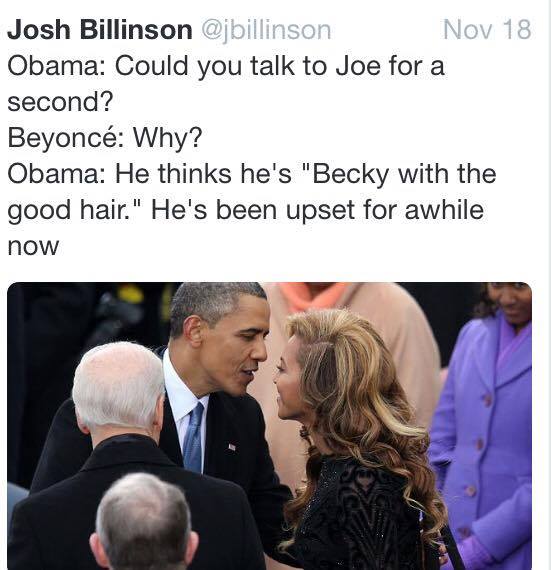 Josh Billinson @jbillinson Nov 18
Obama: Could you talk to Joe for a
second?
Beyoncé: Why?
Obama: He thinks he's "Becky with the
good hair." He's been upset for awhile
now